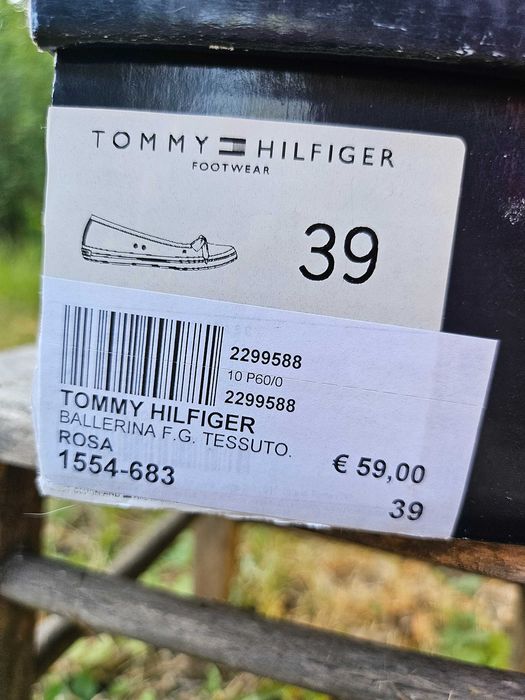 TOMMY HILFIGER
FOOTWEAR
39
2299588
10 P60/0
2299588
TOMMY HILFIGER
BALLERINA F.G. TESSUTO.
ROSA
€ 59,00
1554-683
39